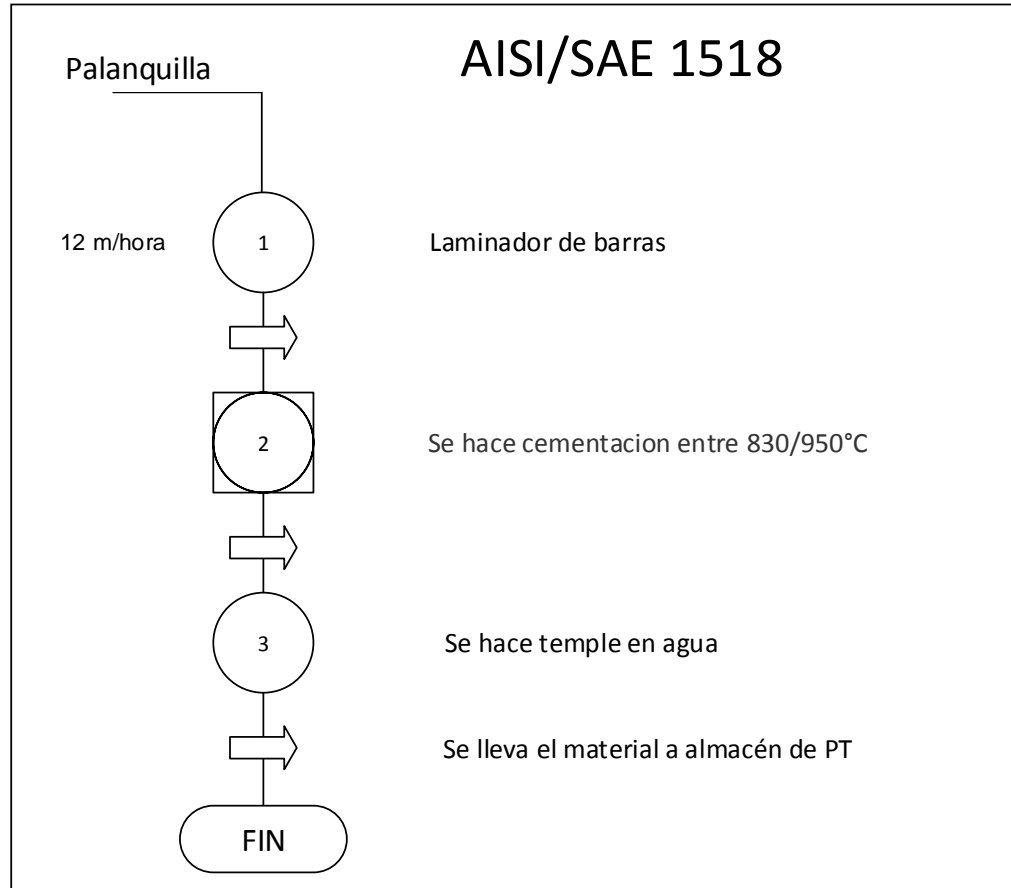 AISI/SAE 1518
Palanquilla
12 m/hora
1
Laminador de barras
2
Se hace cementacion entre 830/950°C
3
Se hace temple en agua
Se lleva el material a almacén de PT
FIN